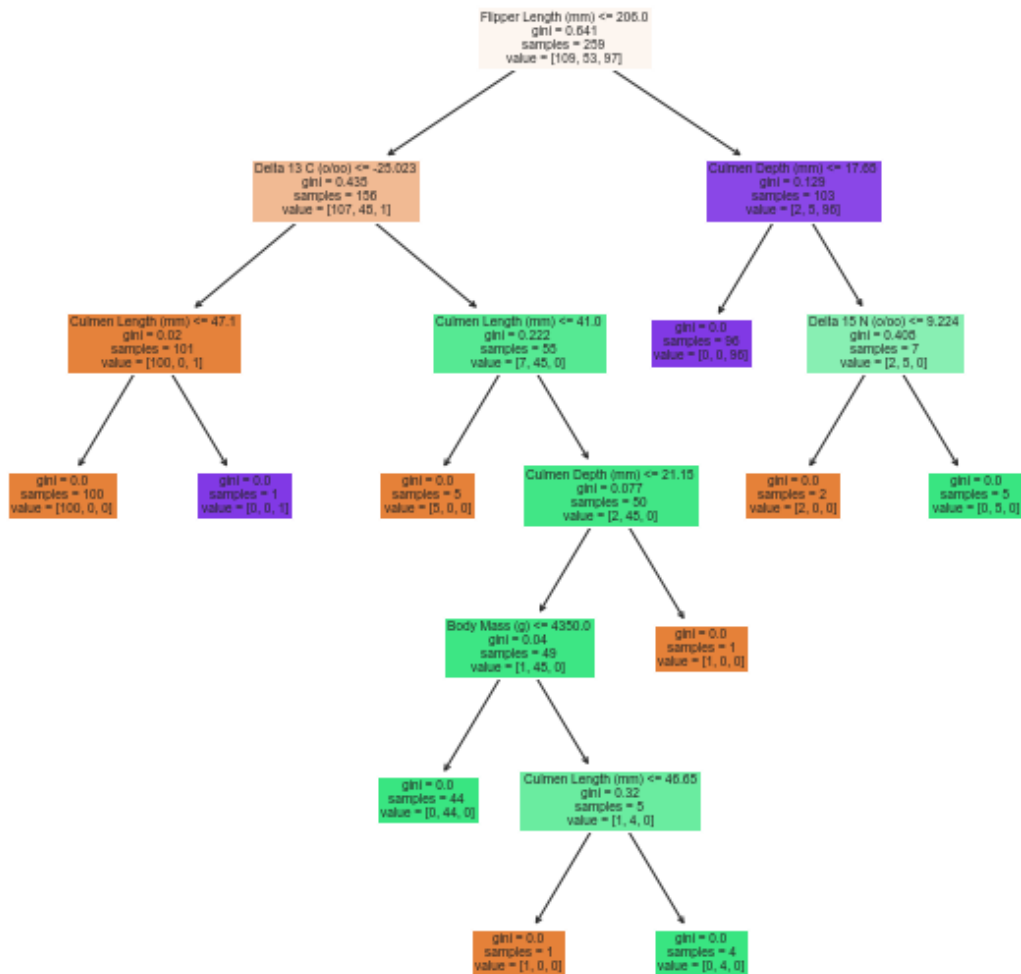 Flipper Length (mm) <= 206.0
gini = 0.641
samples = 259
value = [109, 53, 97]
Delta 13 C (o/oo) <= -25.023
gini = 0.435
samples = 156
value = [107, 48, 1]
Culmen Depth (mm) <= 17.65
gini = 0.129
samples = 103
value = [2, 5, 96]
Culmen Length (mm) <= 47.1
gini = 0.02
samples = 101
value = [100, 0, 1]
Culmen Length (mm) <= 41.0
gini = 0.222
samples = 55
value = [7, 48, 0]
gini = 0.0
samples = 96
value = [0, 0, 96]
Delta 15 N (o/oo) <= 9.224
gini = 0.408
samples = 7
value = [2, 5, 0]
gini = 0.0
samples = 100
value = [100, 0, 0]
gini = 0.0
samples = 1
value = [0, 0, 1]
gini = 0.0
samples = 5
value = [5, 0, 0]
Culmen Depth (mm) <= 21.15
gini = 0.077
samples = 50
value = [2, 48, 0]
gini = 0.0
samples = 2
value = [2, 0, 0]
gini = 0.0
samples = 5
value = [0, 5, 0]
Body Mass (g) <= 4350.0
gini = 0.04
samples = 49
value = [1, 48, 0]
gini = 0.0
samples = 1
value = [1, 0, 0]
gini = 0.0
samples = 44
value = [0, 44, 0]
Culmen Length (mm) <= 46.65
gini = 0.32
samples = 5
value = [1, 4, 0]
gini = 0.0
samples = 1
value = [1, 0, 0]
gini = 0.0
samples = 4
value = [0, 4, 0]